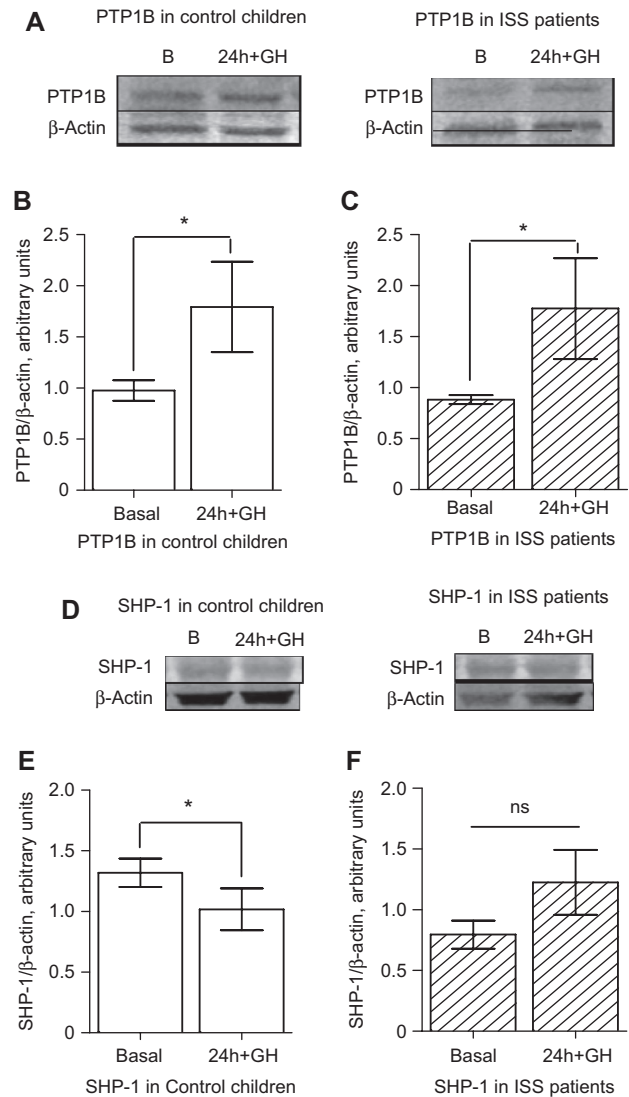 A
PTP1B in control children
PTP1B in ISS patients
B 24h+GH
B 24h+GH
PTP1B
PTP1B
β-Actin
β-Actin
B
C
*
*
PTP1B/β-actin, arbitrary units
2.5
2.0
1.5
1.0
0.5
0
Basal 24h+GH
PTP1B in control children
PTP1B/β-actin, arbitrary units
2.5
2.0
1.5
1.0
0.5
0
Basal 24h+GH
PTP1B in ISS patients
D
SHP-1 in control children
SHP-1 in ISS patients
B 24h+GH
B 24h+GH
SHP-1
SHP-1
β-Actin
β-Actin
E
F
*
ns
SHP-1/β-actin, arbitrary units
2.0
1.5
1.0
0.5
0
Basal 24h+GH
SHP-1 in Control children
SHP-1/β-actin, arbitrary units
2.0
1.5
1.0
0.5
0
Basal 24h+GH
SHP-1 in ISS patients